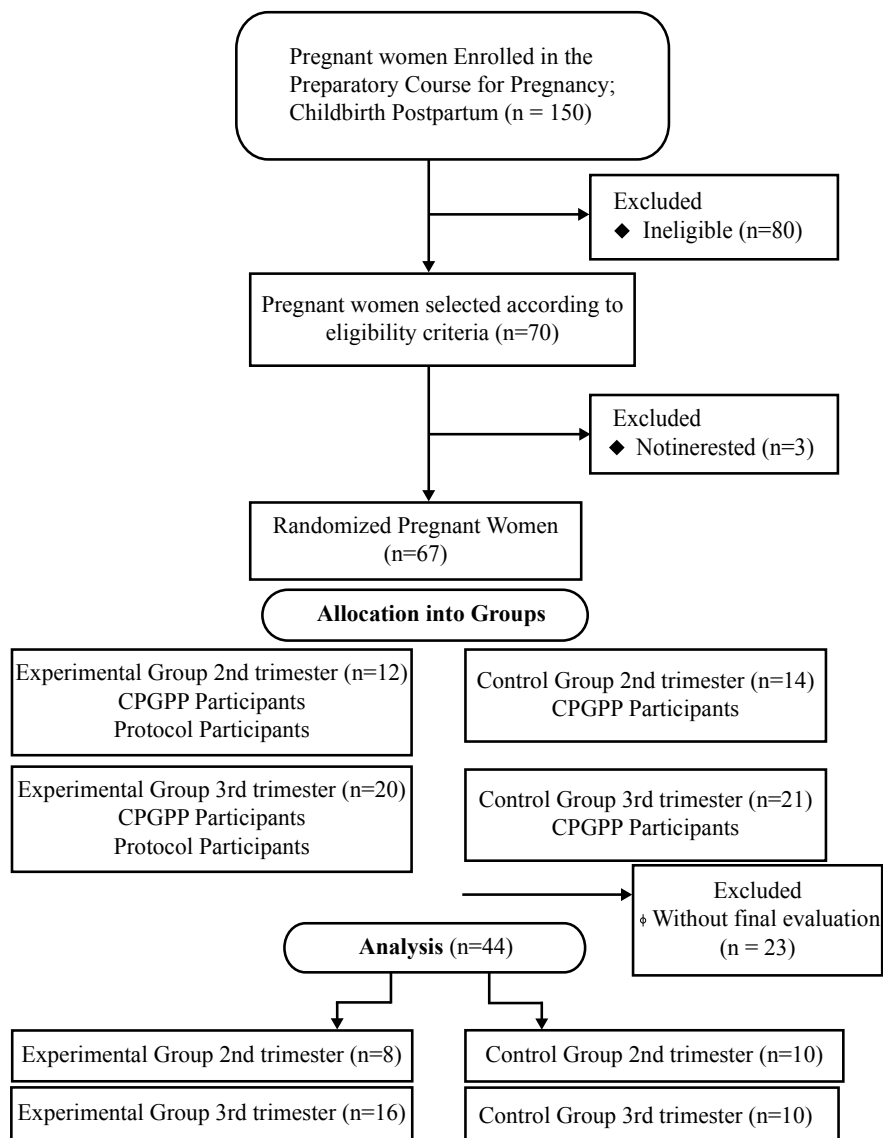 Pregnant women Enrolled in the
Preparatory Course for Pregnancy;
Childbirth Postpartum (n = 150)
Excluded
◆ Ineligible (n=80)
Pregnant women selected according to
eligibility criteria (n=70)
Excluded
◆ Notinerested (n=3)
Randomized Pregnant Women
(n=67)
Allocation into Groups
Experimental Group 2nd trimester (n=12)
CPGPP Participants
Protocol Participants
Control Group 2nd trimester (n=14)
CPGPP Participants
Experimental Group 3rd trimester (n=20)
CPGPP Participants
Protocol Participants
Control Group 3rd trimester (n=21)
CPGPP Participants
Excluded
ɸ Without final evaluation
(n = 23)
Analysis (n=44)
Experimental Group 2nd trimester (n=8)
Control Group 2nd trimester (n=10)
Experimental Group 3rd trimester (n=16)
Control Group 3rd trimester (n=10)